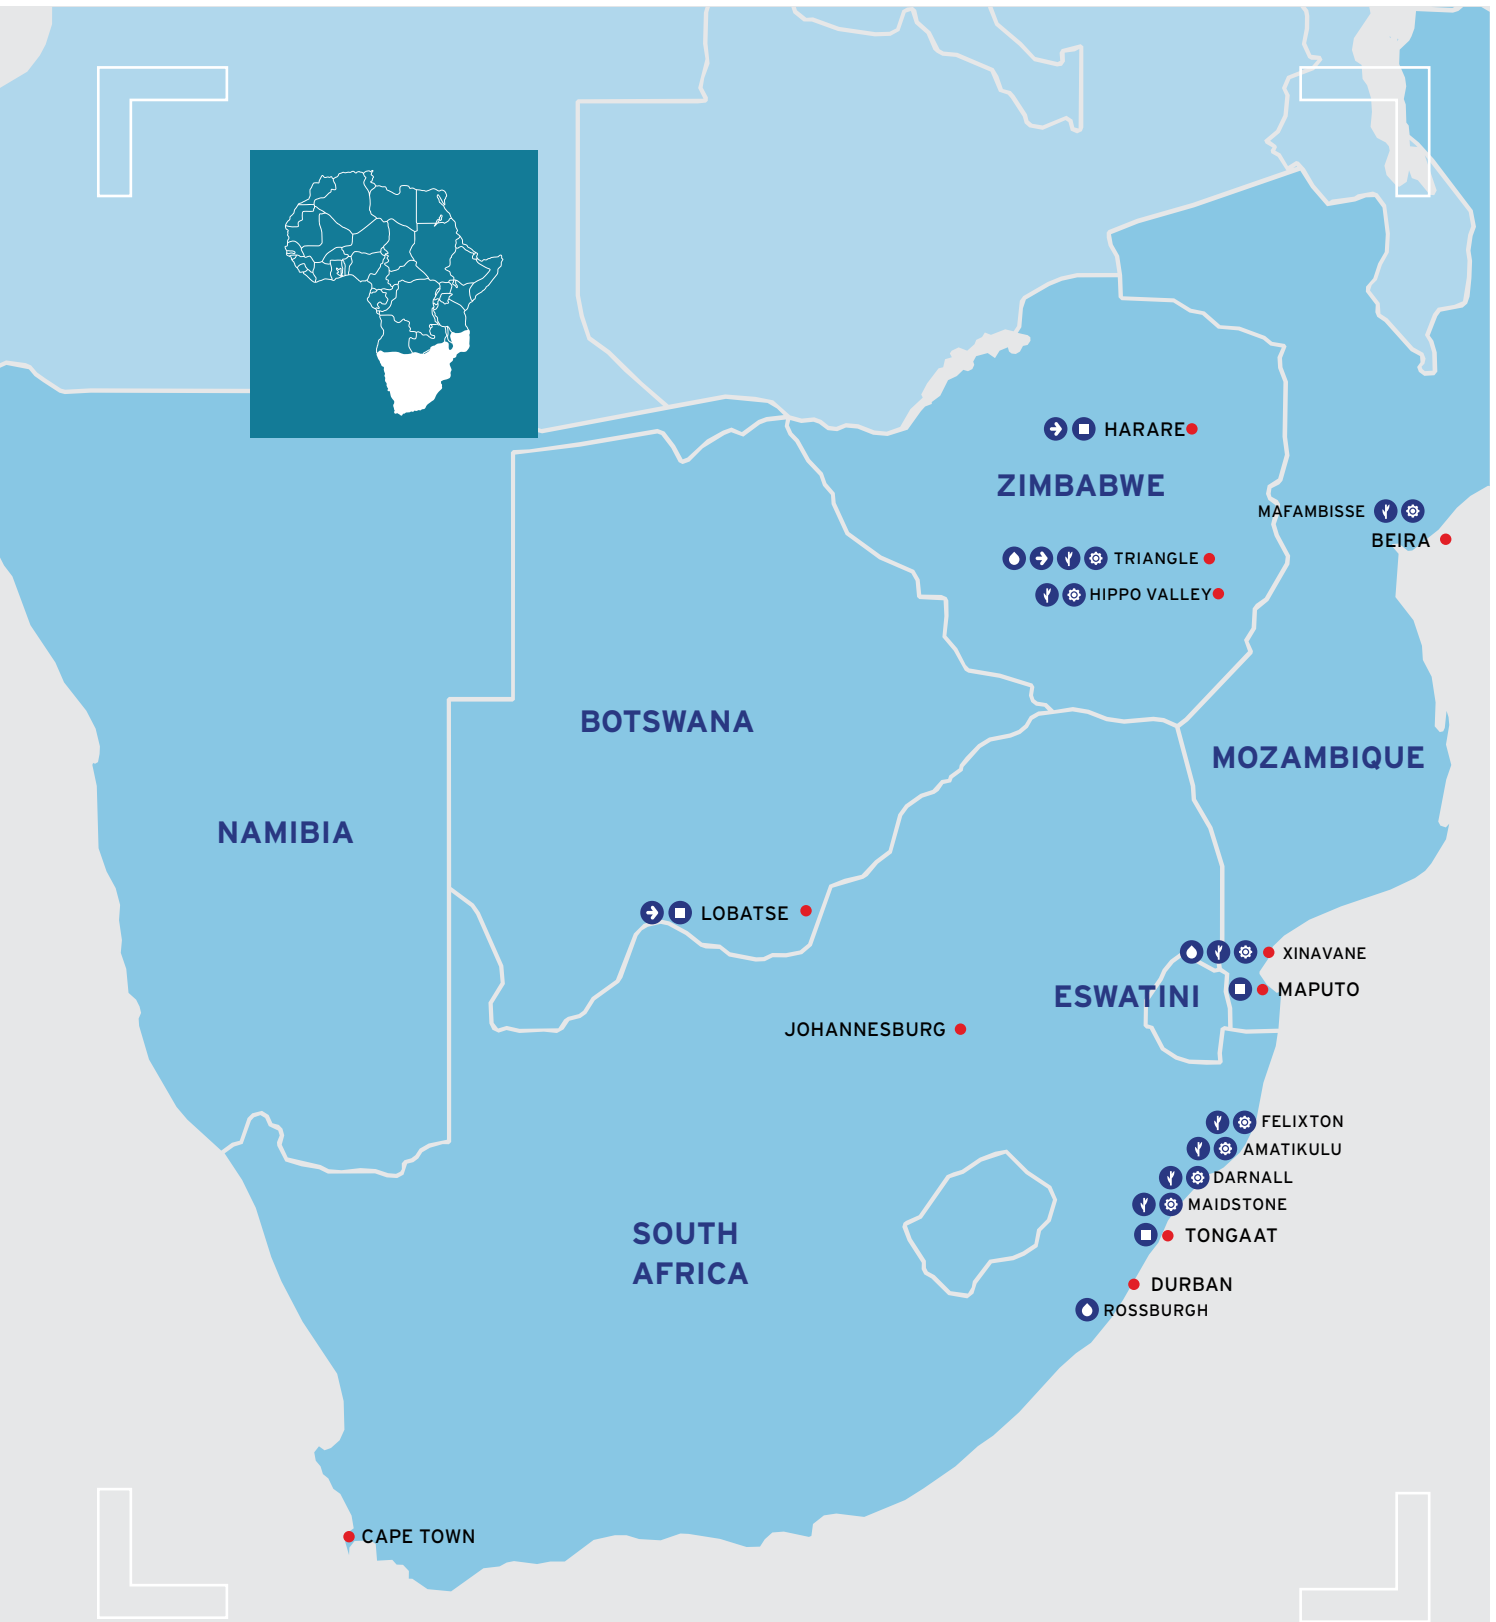 HARARE
ZIMBABWE
MAFAMBISSE
BEIRA
TRIANGLE
HIPPO VALLEY
BOTSWANA
MOZAMBIQUE
NAMIBIA
LOBATSE
XINAVANE
ESWATINI
MAPUTO
JOHANNESBURG
FELIXTON
AMATIKULU
DARNALL
MAIDSTONE
SOUTH
AFRICA
TONGAAT
DURBAN
ROSSBURGH
CAPE TOWN